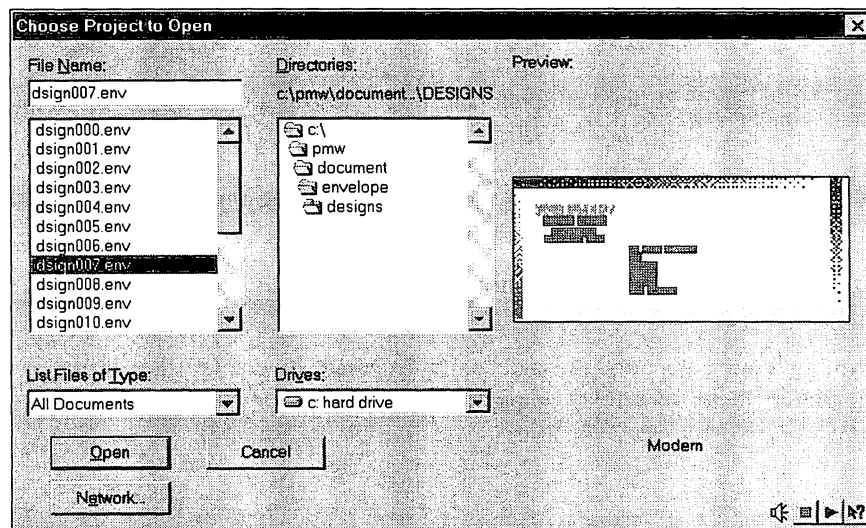 Choose Project to Open
File Name:
dsign007.env
dsign000.env
dsign001.env
dsign002.env
dsign003.env
dsign004.env
dsign005.env
dsign006.env
dsign007.env
dsign008.env
dsign009.env
dsign010.env
List Files of Type:
All Documents
Open
Cancel
Network...
Directories:
c:\pmw\document..\DESIGNS
c:\
pmw
document
envelope
designs
Drives:
c: hard drive
Preview:
Modern